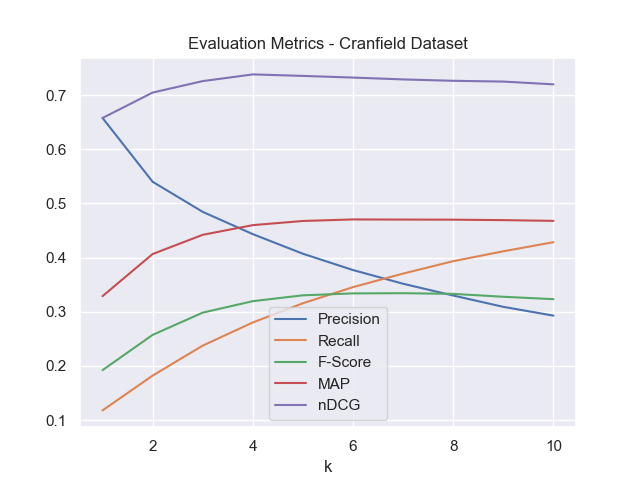 Evaluation Metrics - Cranfield Dataset
0.7
0.6
0.5
0.4
0.3
0.2
0.1
Precision
Recall
F-Score
MAP
nDCG
2 4 6 8 10
k